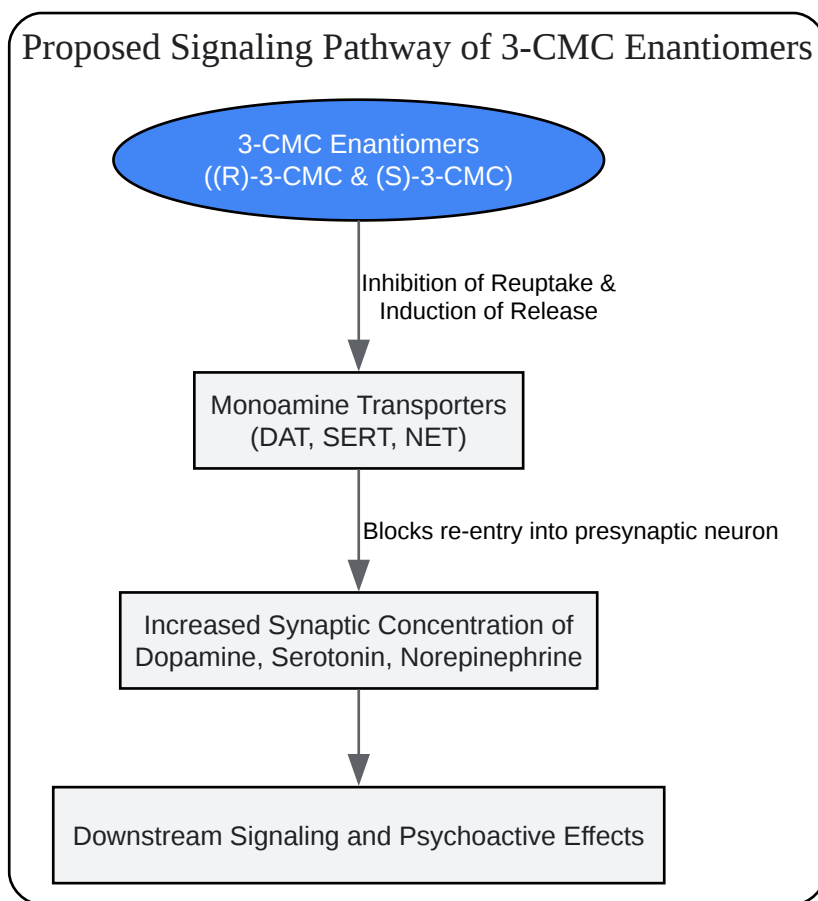 Proposed Signaling Pathway of 3-CMC Enantiomers
3-CMC Enantiomers
((R)-3-CMC & (S)-3-CMC)
Inhibition of Reuptake &
Induction of Release
Monoamine Transporters
(DAT, SERT, NET)
Blocks re-entry into presynaptic neuron
Increased Synaptic Concentration of
Dopamine, Serotonin, Norepinephrine
Downstream Signaling and Psychoactive Effects